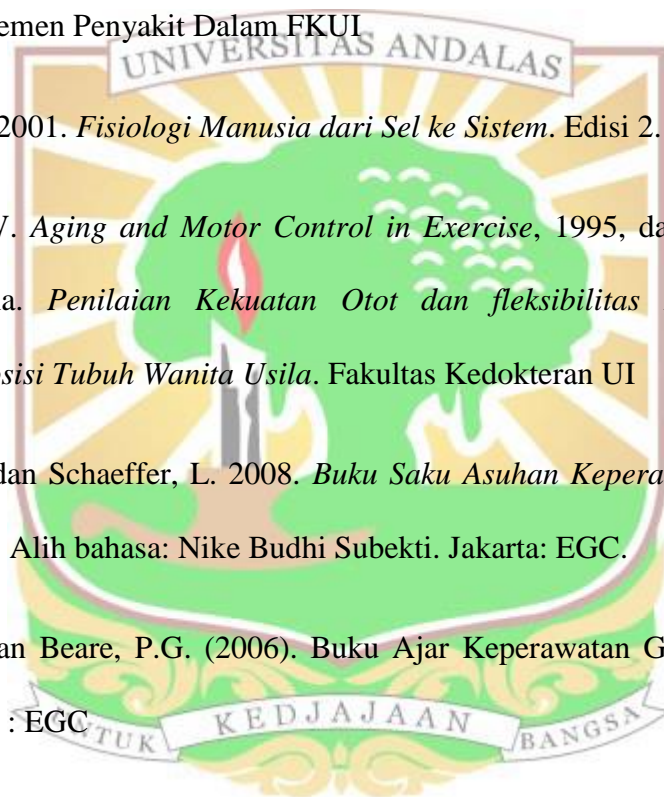 emen Penyakit Dalam FKUI
UNIVERSITAS ANDALAS
2001. Fisiologi Manusia dari Sel ke Sistem. Edisi 2.
Aging and Motor Control in Exercise, 1995, da
a. Penilaian Kekuatan Otot dan fleksibilitas
osisi Tubuh Wanita Usila. Fakultas Kedokteran UI
dan Schaeffer, L. 2008. Buku Saku Asuhan Kepera
Alih bahasa: Nike Budhi Subekti. Jakarta: EGC.
an Beare, P.G. (2006). Buku Ajar Keperawatan G
: EGC
UNTUK KEDJAJAAN BANGSA